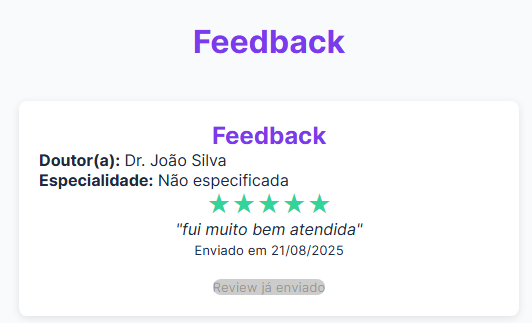 Feedback
Feedback
Doutor(a): Dr. João Silva
Especialidade: Não especificada
★★★★★
"fui muito bem atendida"
Enviado em 21/08/2025
Review já enviado